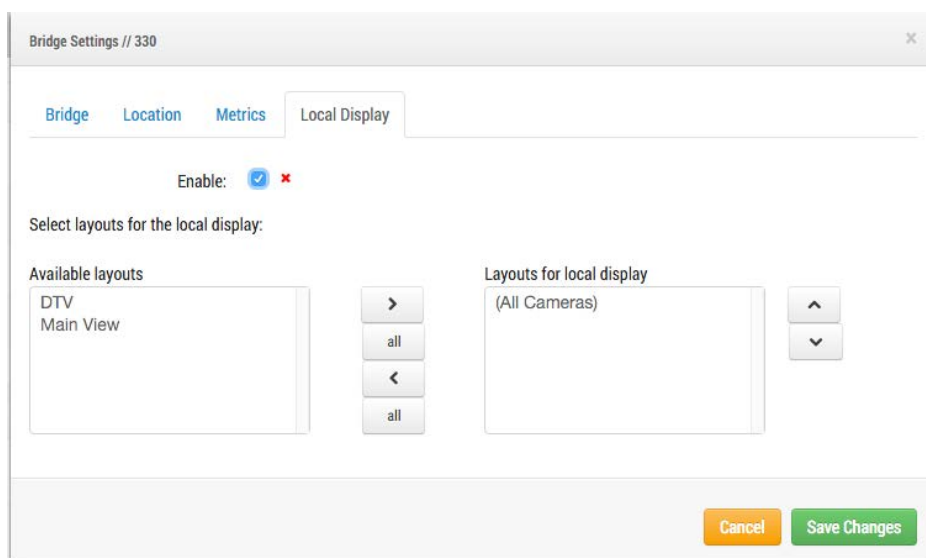 Bridge Settings // 330
Bridge Location Metrics Local Display
Enable:
Select layouts for the local display:
Available layouts
DTV
Main View
all
all
Layouts for local display
(All Cameras)
Cancel Save Changes